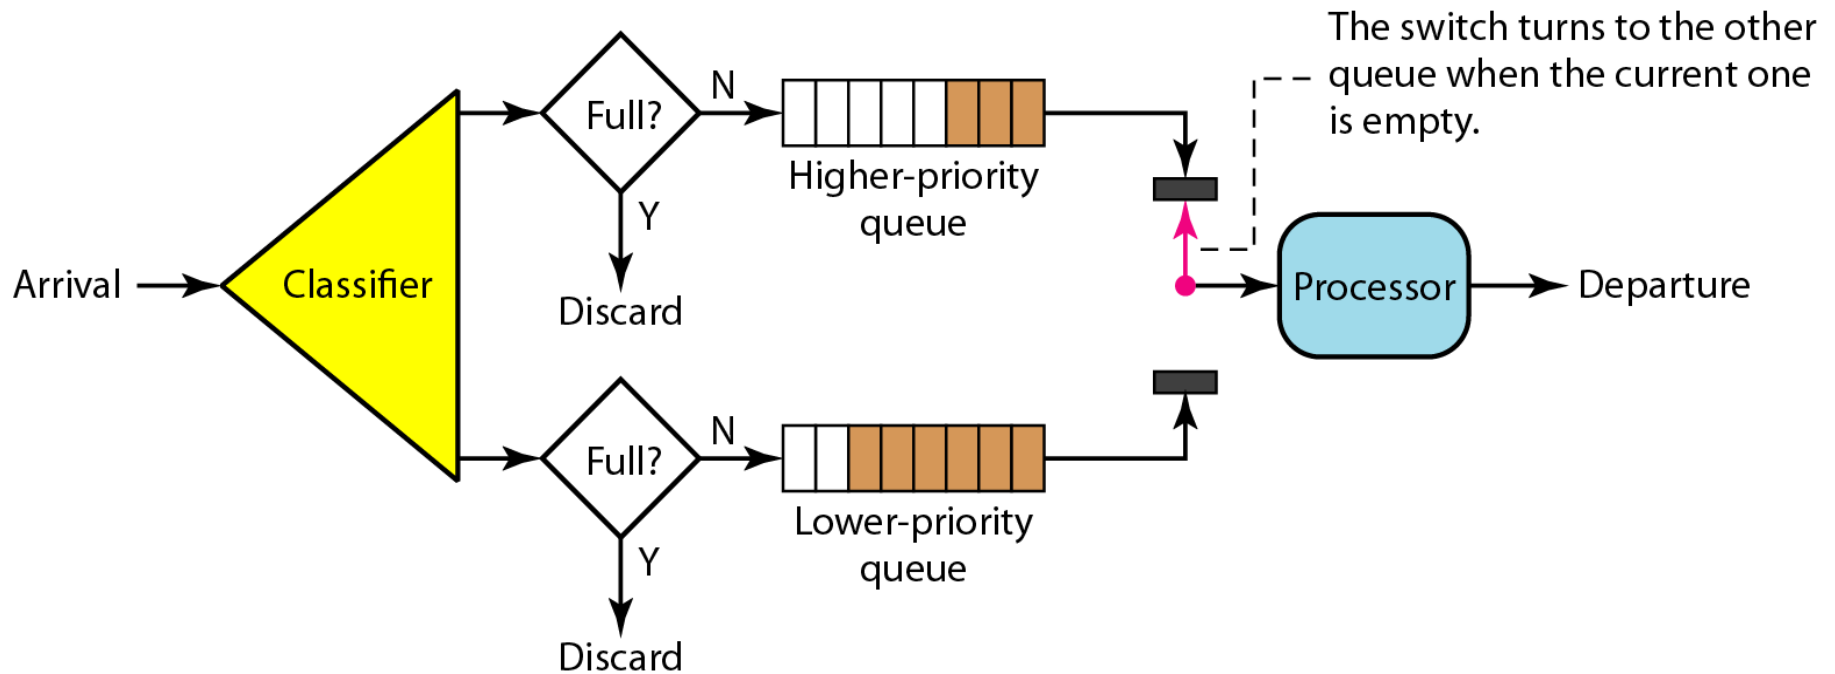 The switch turns to the other
queue when the current one
is empty.
Full?
N
Y
Discard
Higher-priority
queue
Arrival
Classifier
Processor
Departure
Full?
N
Y
Discard
Lower-priority
queue